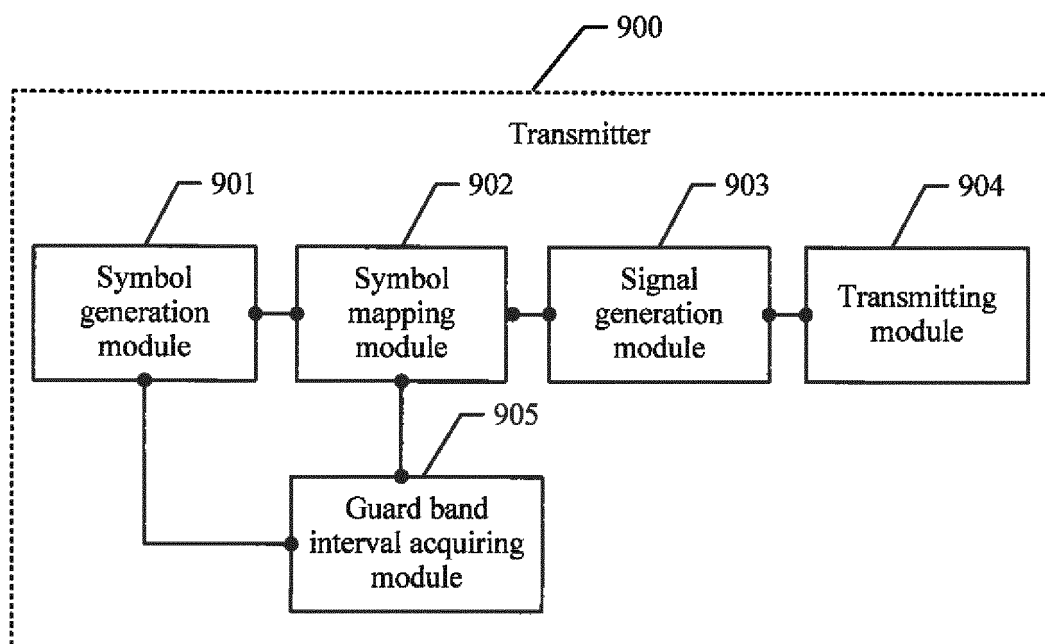 900
Transmitter
901
902
903
904
Symbol
generation
module
Symbol
mapping
module
Signal
generation
module
Transmitting
module
905
Guard band
interval acquiring
module